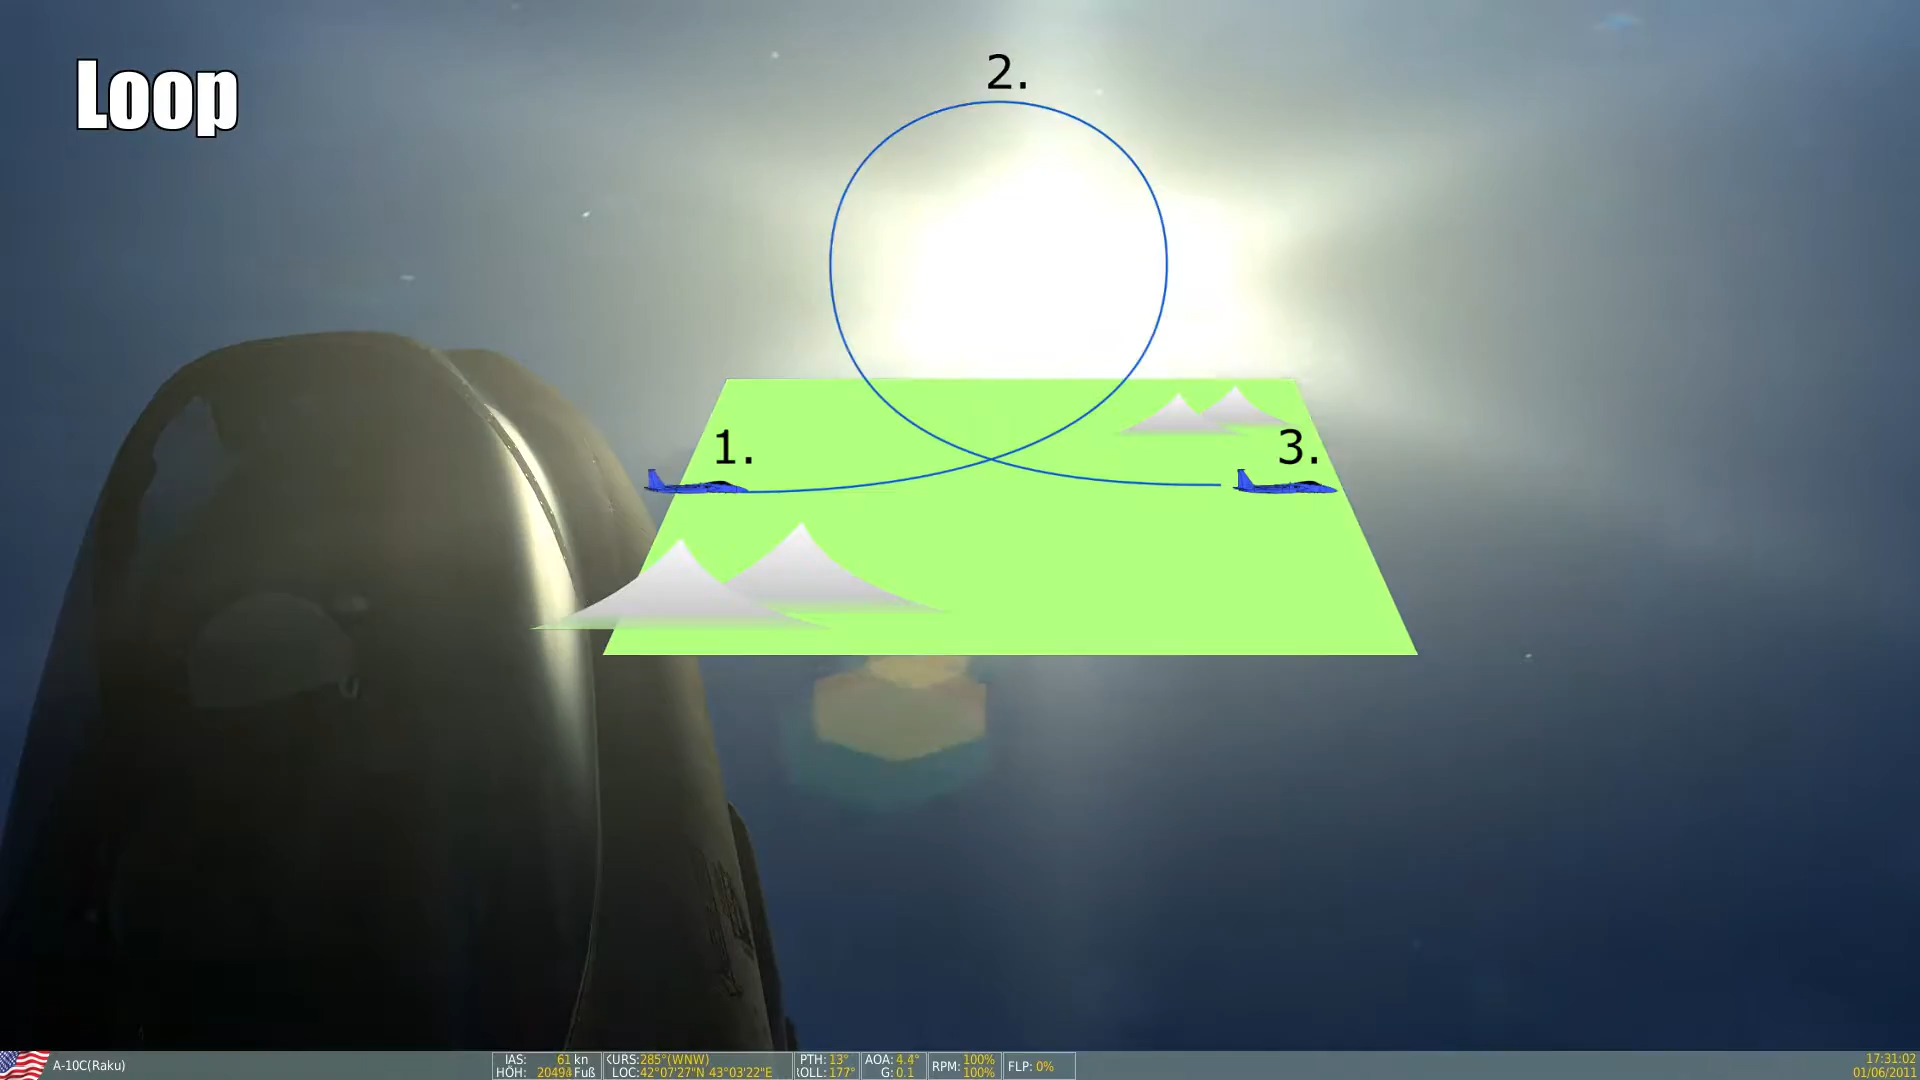 Loop
2.
1.
3.
A-10C(Raku)
IAS: 61 kn
HÖH: 20494 Fuß
KURS:285°(WNW)
LOC:42°07'27"N 43°03'22"E
PTH: 13°
ROLL: 177°
AOA: 4.4°
G: 0.1
RPM: 100%
100%
FLP: 0%
17:31:02
01/06/2011